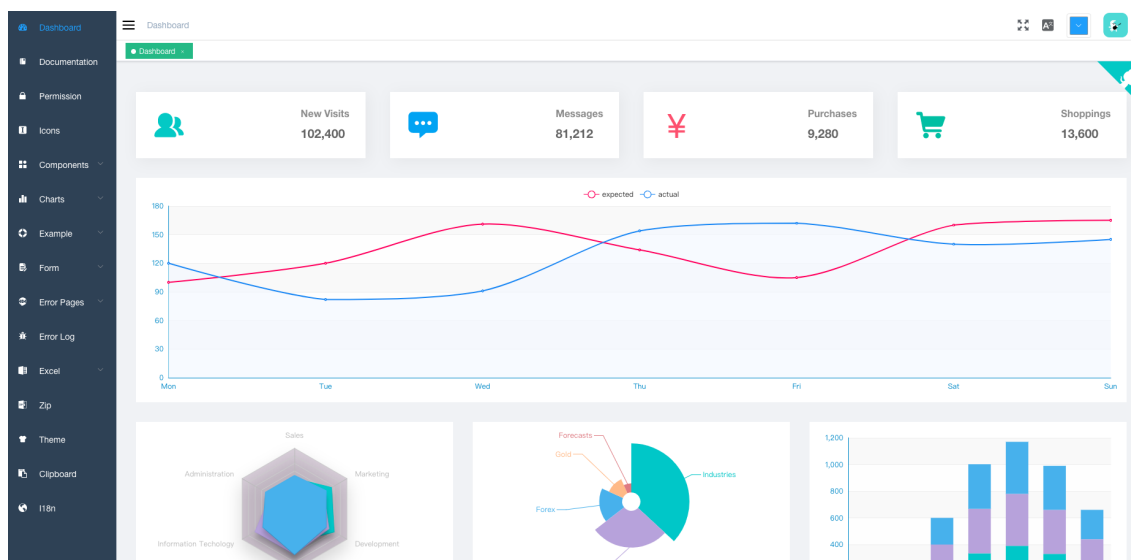 Dashboard
Documentation
Permission
Icons
Components
Charts
Example
Form
Error Pages
Error Log
Excel
Zip
Theme
Clipboard
I18n
Dashboard
Dashboard ×
New Visits
102,400
Messages
81,212
Purchases
9,280
Shoppings
13,600
expected actual
180
150
120
90
60
30
0
Mon Tue Wed Thu Fri Sat Sun
Sales
Administration
Marketing
Information Techology
Development
Forecasts
Gold
Industries
Forex
1,200
1,000
800
600
400